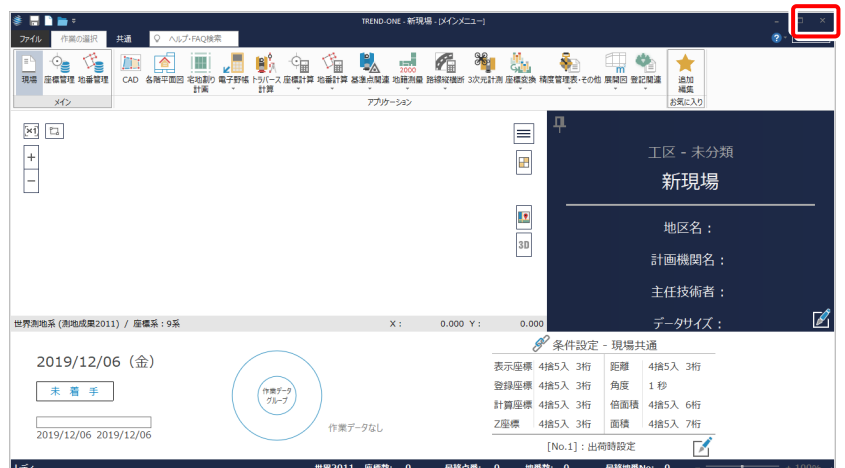 TREND-ONE - 新現場 - [メインメニュー]
ファイル 作業の選択 共通 ヘルプ・FAQ検索
現場 座標管理 地番管理 CAD 各階平面図 宅地割り計画 電子野帳 トラバース計算 座標計算 地番計算 基準点関連 地籍測量 路線縦横断 3次元計測 座標交換 精度管理表・その他 展開図 登記関連 追加編集
メイン アプリケーション お気に入り
工区 - 未分類
新現場
地区名：
計画機関名：
主任技術者：
データサイズ：
3D
世界測地系 (測地成果2011) / 座標系：9系 X： 0.000 Y： 0.000
2019/12/06（金）
未 着 手
2019/12/06 2019/12/06
作業データ
グループ
作業データなし
条件設定 - 現場共通
表示座標 4捨5入 3桁 距離 4捨5入 3桁
登録座標 4捨5入 3桁 角度 1 秒
計算座標 4捨5入 3桁 倍面積 4捨5入 6桁
Z座標 4捨5入 3桁 面積 4捨5入 7桁
[No.1]：出荷時設定